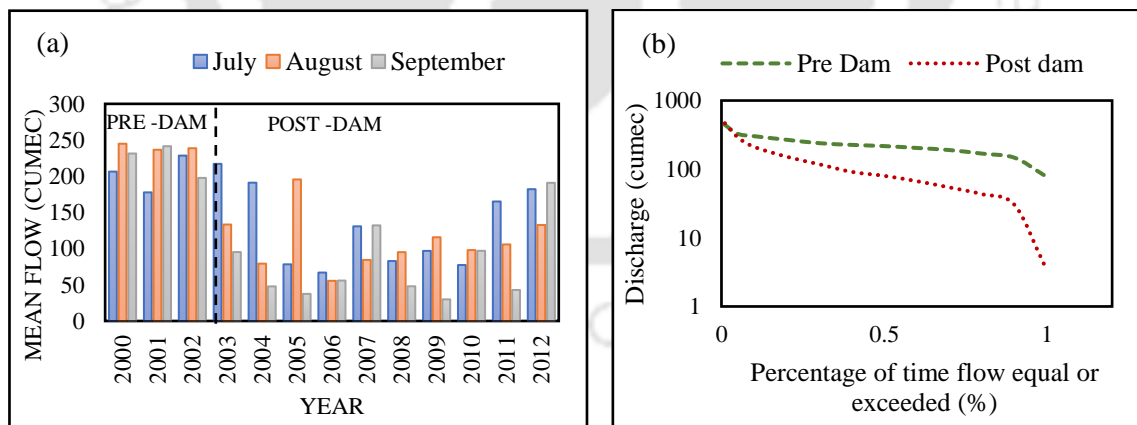 (a)
July August September
MEAN FLOW (CUMEC)
300
250
200
150
100
50
0
PRE -DAM
POST -DAM
2000 2001 2002 2003 2004 2005 2006 2007 2008 2009 2010 2011 2012
YEAR
(b)
Pre Dam Post dam
Discharge (cumec)
1000
100
10
1
0 0.5 1
Percentage of time flow equal or
exceeded (%)